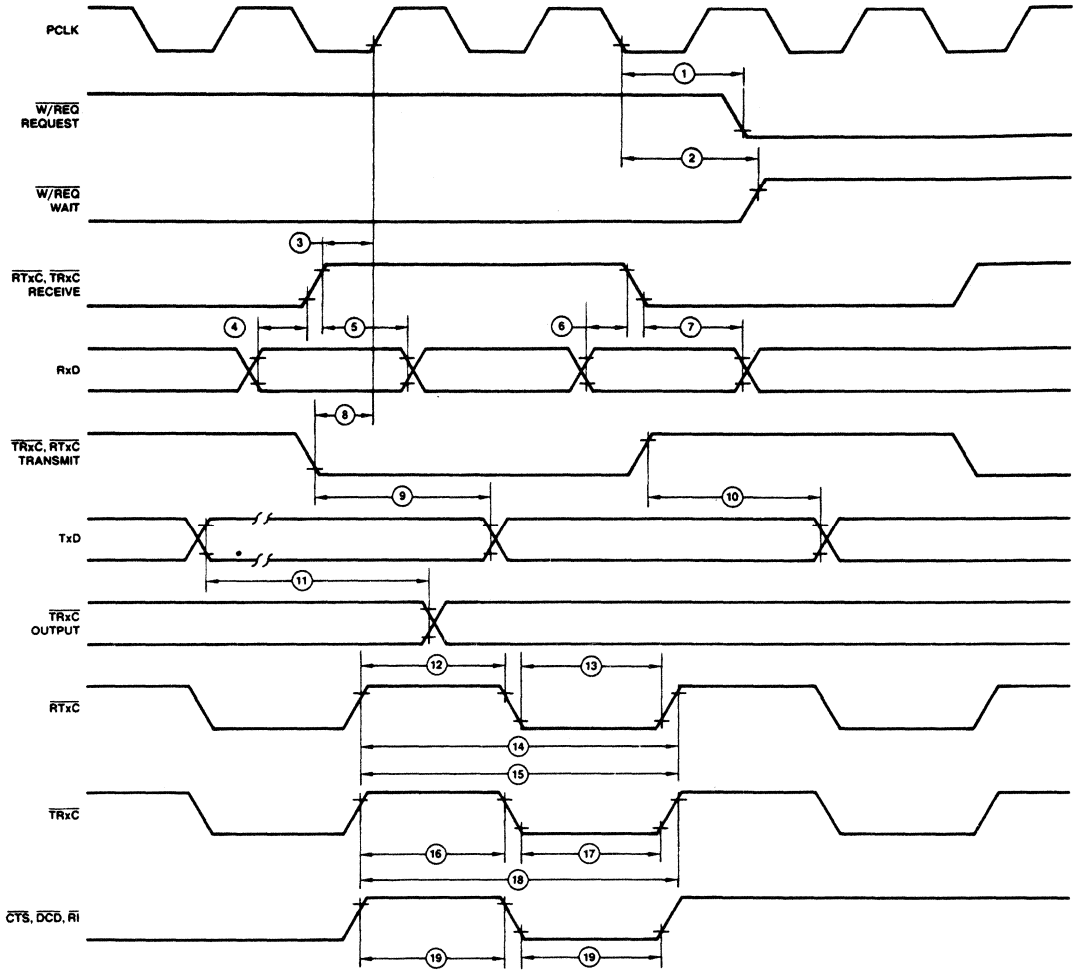 PCLK
1
W/REQ
REQUEST
2
W/REQ
WAIT
3
RTxC, TRxC
RECEIVE
4
5
6
7
RxD
8
TRxC, RTxC
TRANSMIT
9
10
TxD
11
TRxC
OUTPUT
12
13
RTxC
14
15
TRxC
16
17
18
CTS, DCD, RI
19
19